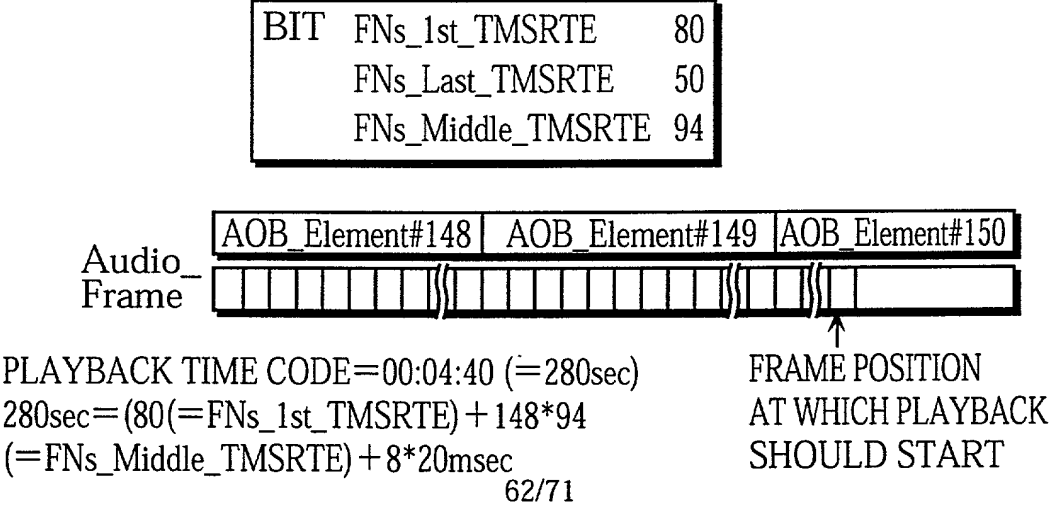 BIT FNs_1st_TMSRTE 80
FNs_Last_TMSRTE 50
FNs_Middle_TMSRTE 94
AOB_Element#148 AOB_Element#149 AOB_Element#150
Audio_
Frame
PLAYBACK TIME CODE=00:04:40 (=280sec)
280sec=(80(=FNs_1st_TMSRTE)+148*94
(=FNs_Middle_TMSRTE)+8*20msec
FRAME POSITION
AT WHICH PLAYBACK
SHOULD START
62/71